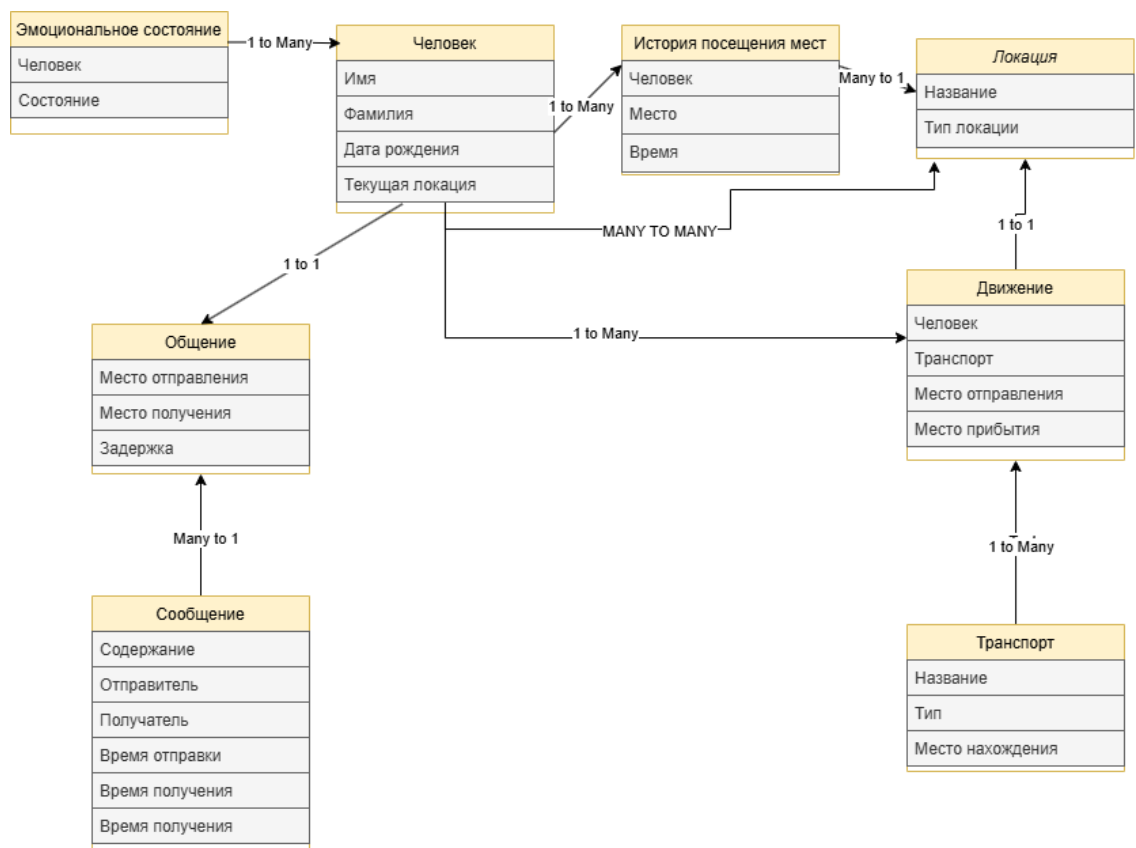 Эмоциональное состояние
Человек
Состояние
1 to Many
Человек
Имя
Фамилия
Дата рождения
Текущая локация
1 to Many
История посещения мест
Человек
Место
Время
Many to 1
Локация
Название
Тип локации
MANY TO MANY
1 to 1
1 to 1
Движение
Человек
Транспорт
Место отправления
Место прибытия
1 to Many
Общение
Место отправления
Место получения
Задержка
Many to 1
1 to Many
Сообщение
Содержание
Отправитель
Получатель
Время отправки
Время получения
Время получения
Транспорт
Название
Тип
Место нахождения